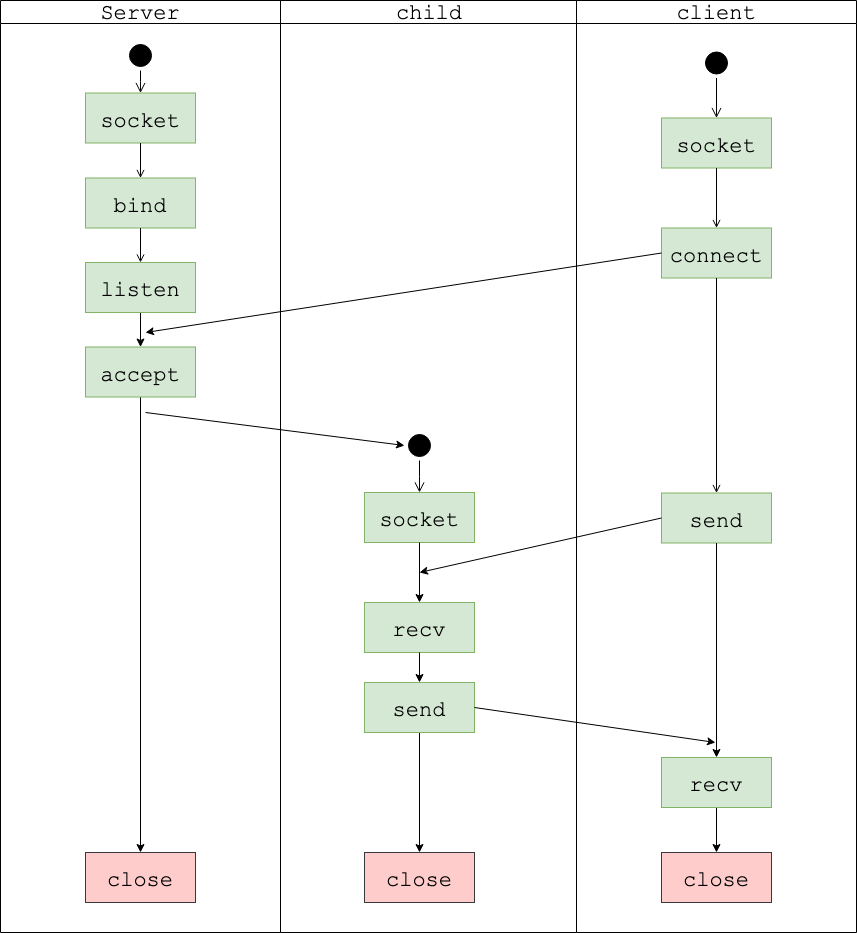 Server
child
client
socket
bind
listen
accept
close
socket
recv
send
close
socket
connect
send
recv
close